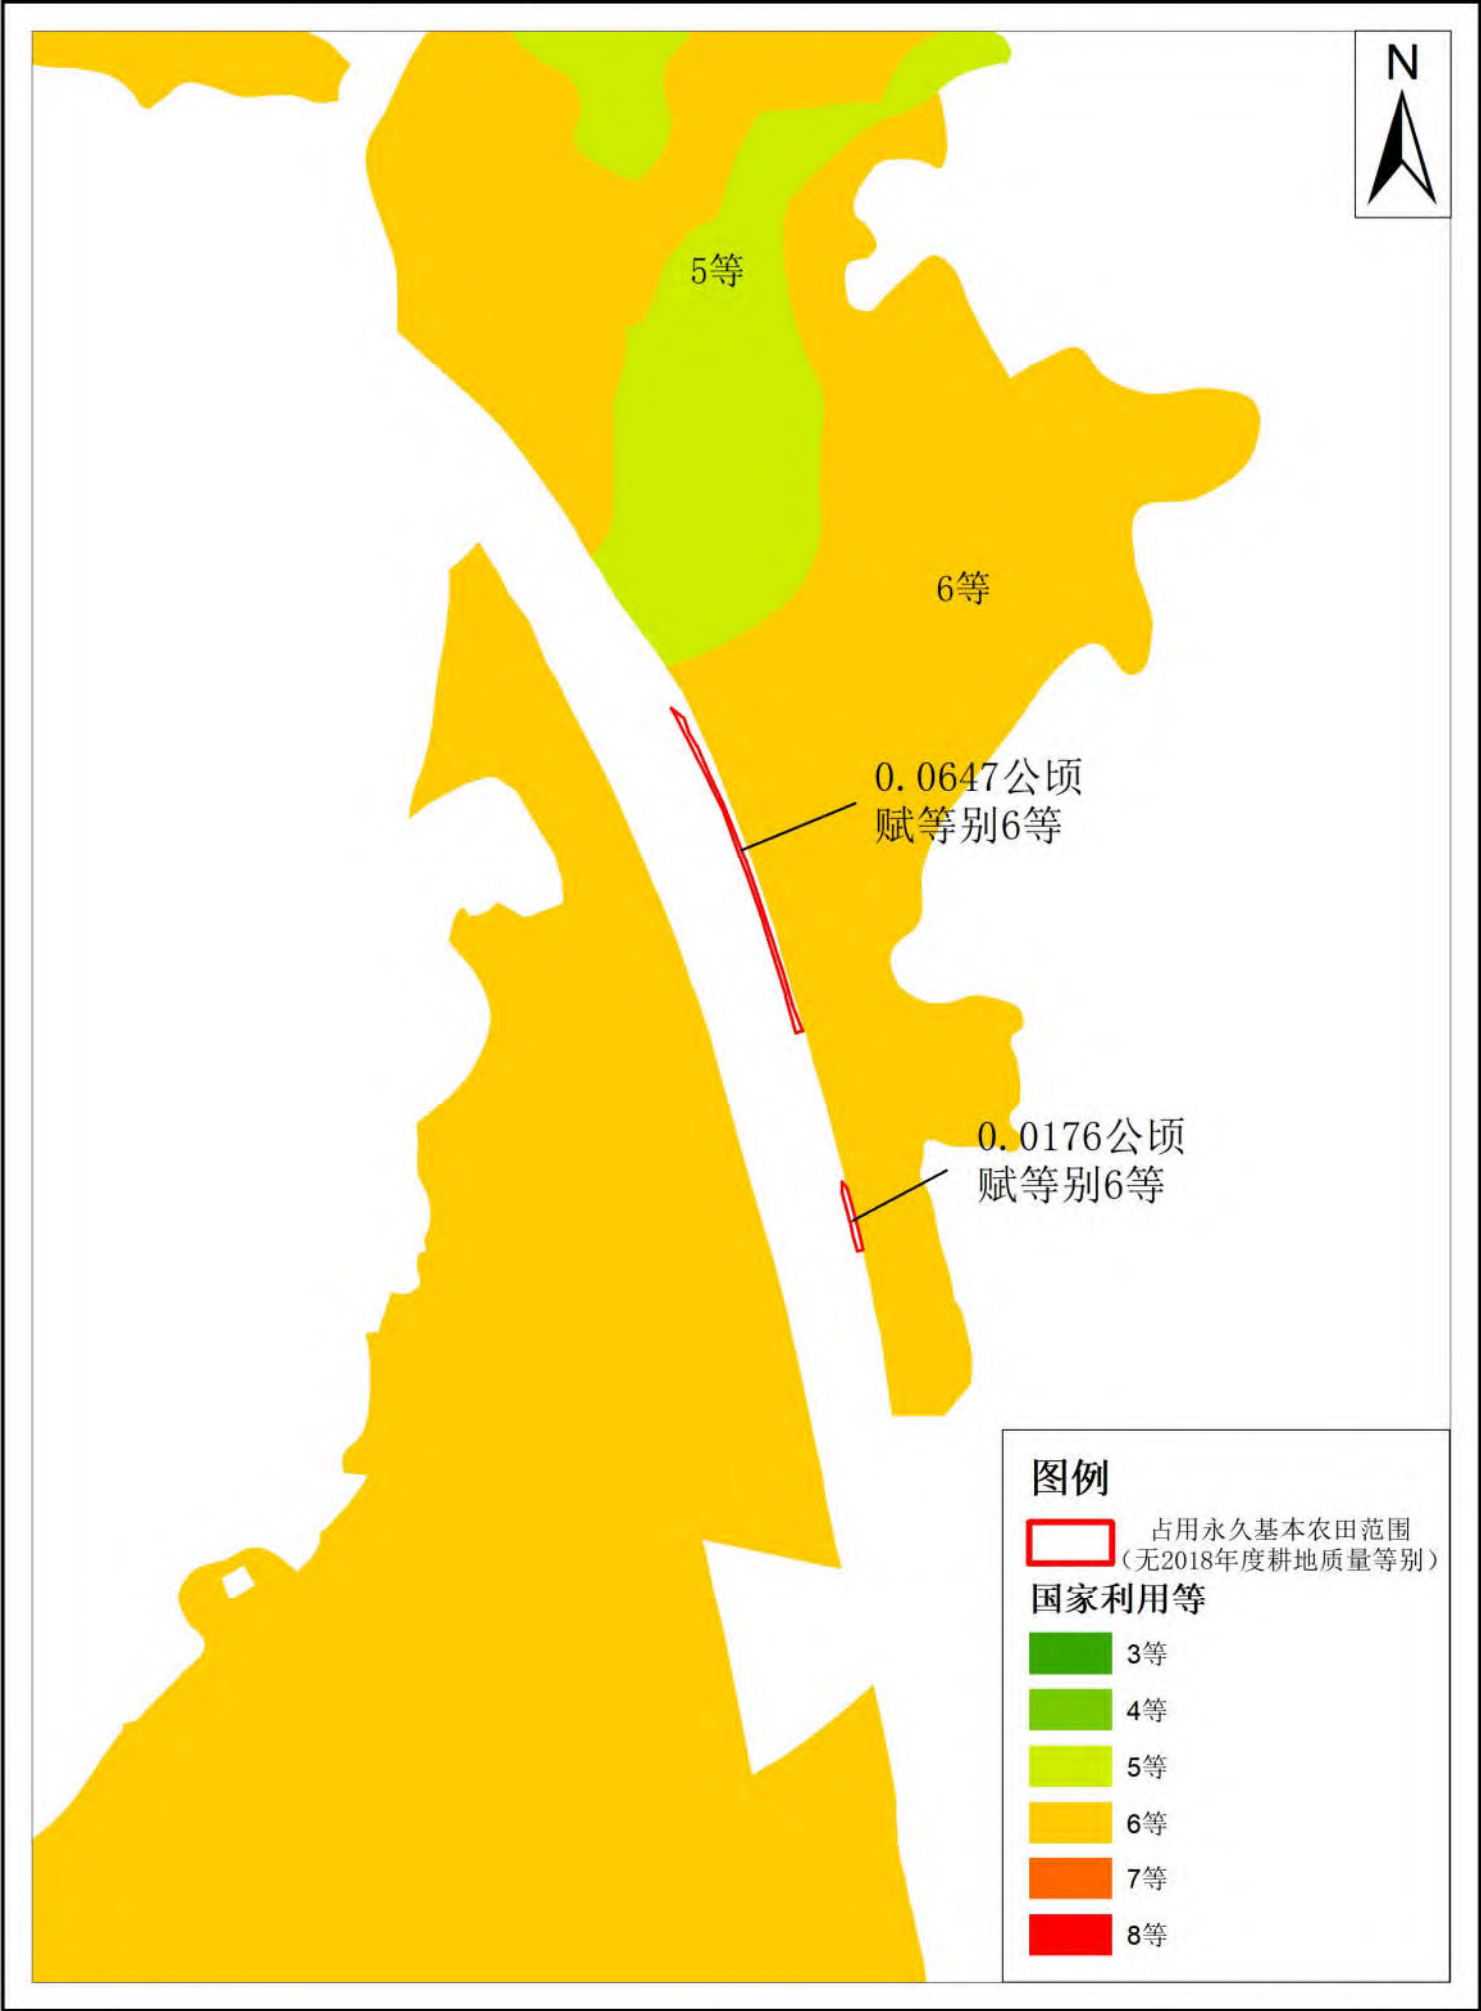 N
5等
6等
0.0647公顷
赋等别6等
0.0176公顷
赋等别6等
图例
占用永久基本农田范围
（无2018年度耕地质量等别）
国家利用等
3等
4等
5等
6等
7等
8等